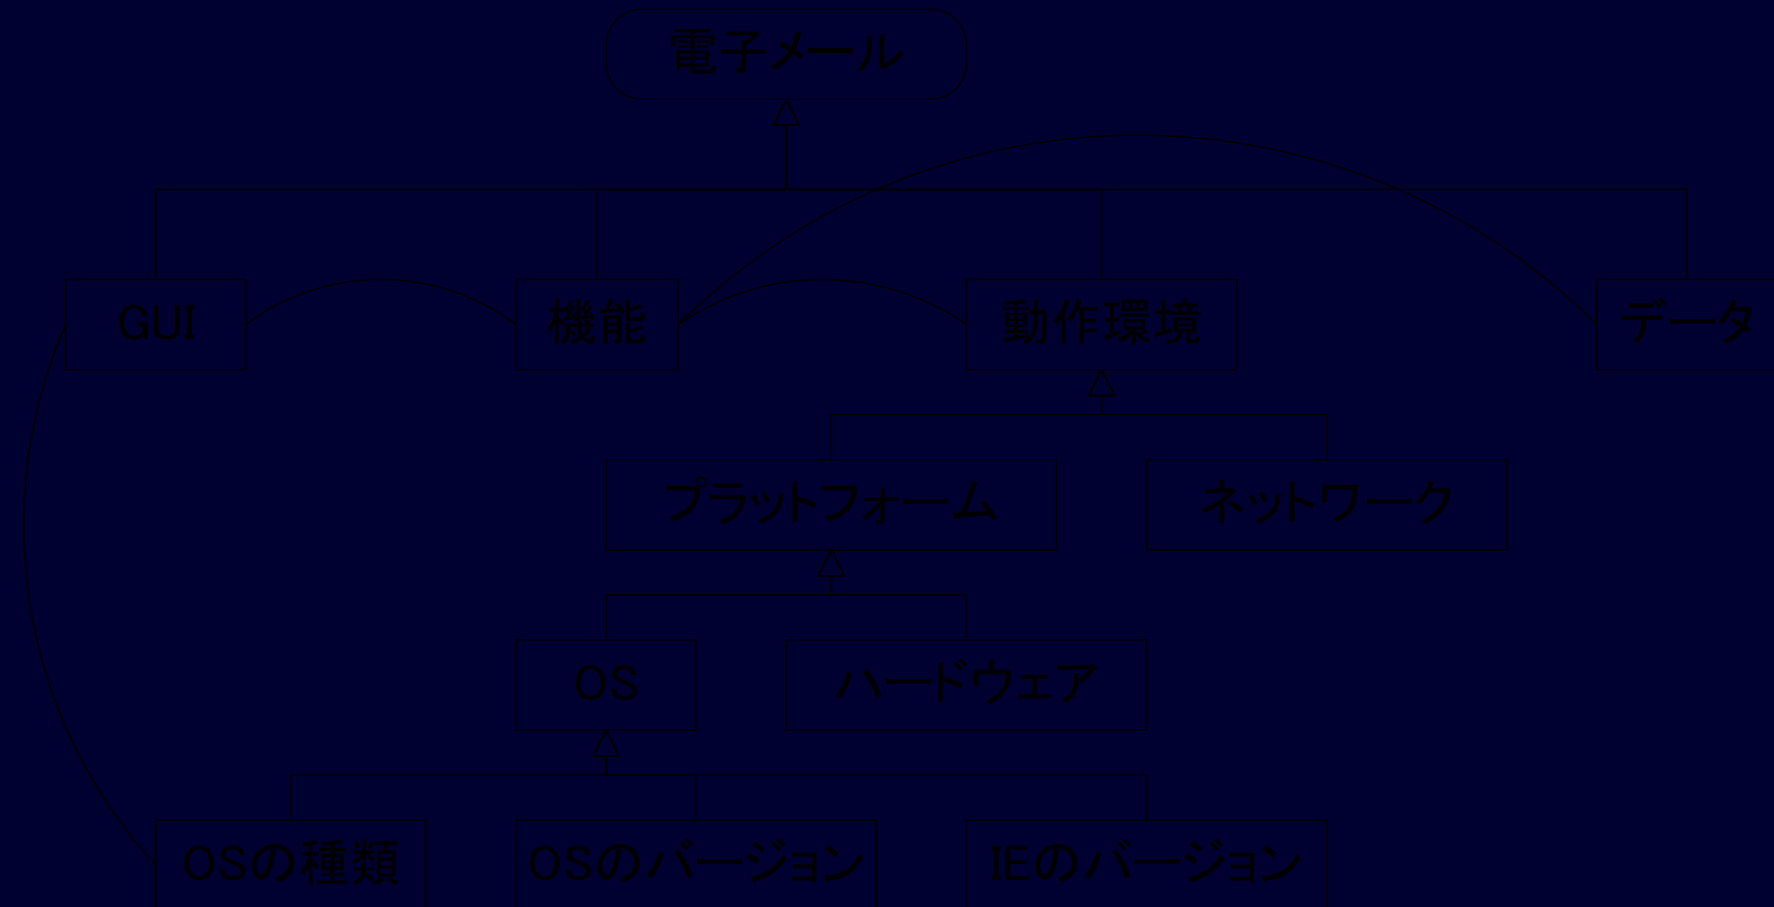 電子メール
GUI
機能
動作環境
データ
プラットフォーム
ネットワーク
OS
ハードウェア
OSの種類
OSのバージョン
IEのバージョン